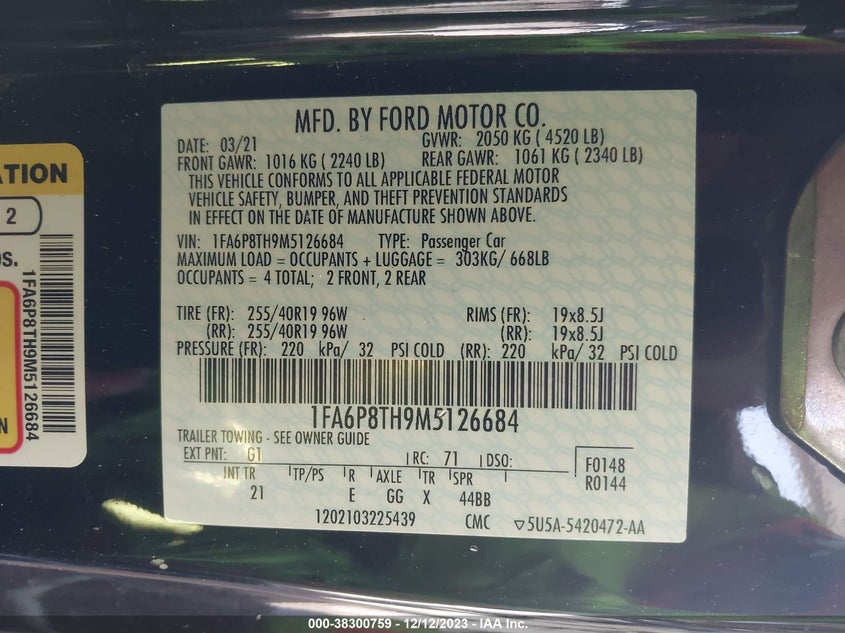 MFD. BY FORD MOTOR CO.
DATE: 03/21 GVWR: 2050 KG ( 4520 LB)
FRONT GAWR: 1016 KG ( 2240 LB) REAR GAWR: 1061 KG ( 2340 LB)
THIS VEHICLE CONFORMS TO ALL APPLICABLE FEDERAL MOTOR
VEHICLE SAFETY, BUMPER, AND THEFT PREVENTION STANDARDS
IN EFFECT ON THE DATE OF MANUFACTURE SHOWN ABOVE.
VIN: 1FA6P8TH9M5126684 TYPE: Passenger Car
MAXIMUM LOAD = OCCUPANTS + LUGGAGE = 303KG/ 668LB
OCCUPANTS = 4 TOTAL; 2 FRONT, 2 REAR
TIRE (FR): 255/40R19 96W RIMS (FR): 19x8.5J
(RR): 255/40R19 96W (RR): 19x8.5J
PRESSURE (FR): 220 kPa/ 32 PSI COLD (RR): 220 kPa/ 32 PSI COLD
1FA6P8TH9M5126684
TRAILER TOWING - SEE OWNER GUIDE
EXT PNT: G1 RC: 71 DSO: F0148
R0144
INT TR TP/PS R AXLE TR SPR
21 E GG X 44BB
1202103225439 CMC ▽5U5A-5420472-AA
ATION
2
OS.
1FA6P8TH9M5126684
N
000-38300759 - 12/12/2023 - IAA Inc.